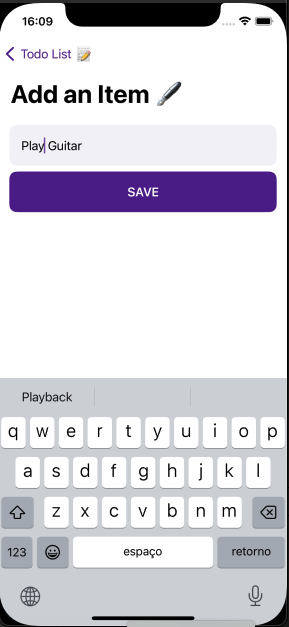 16:09
Todo List 📝
Add an Item 🖋️
Play Guitar
SAVE
Playback
q w e r t y u i o p
a s d f g h j k l
z x c v b n m
123 espaço retorno